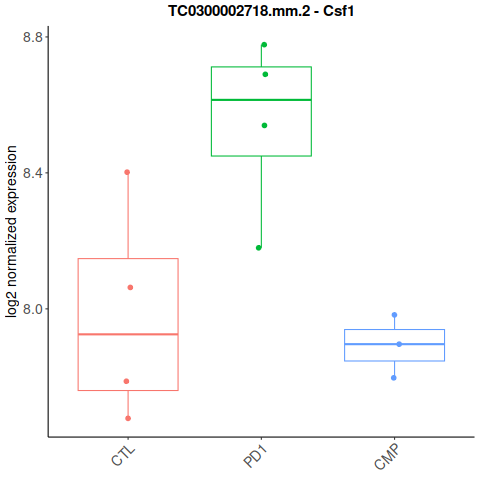 TC0300002718.mm.2 - Csf1
log2 normalized expression
8.8
8.4
8.0
CTL
PD1
CMP